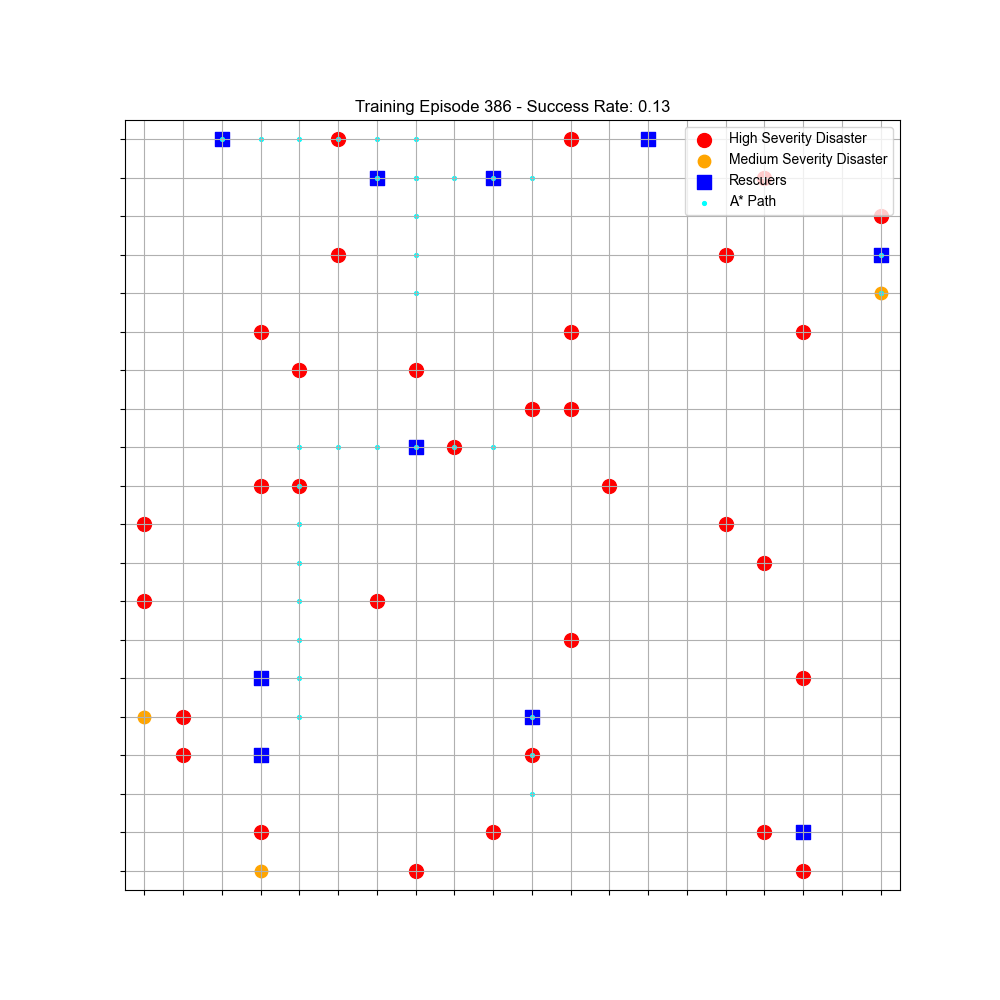 Training Episode 386 - Success Rate: 0.13
High Severity Disaster
Medium Severity Disaster
Rescuers
A* Path